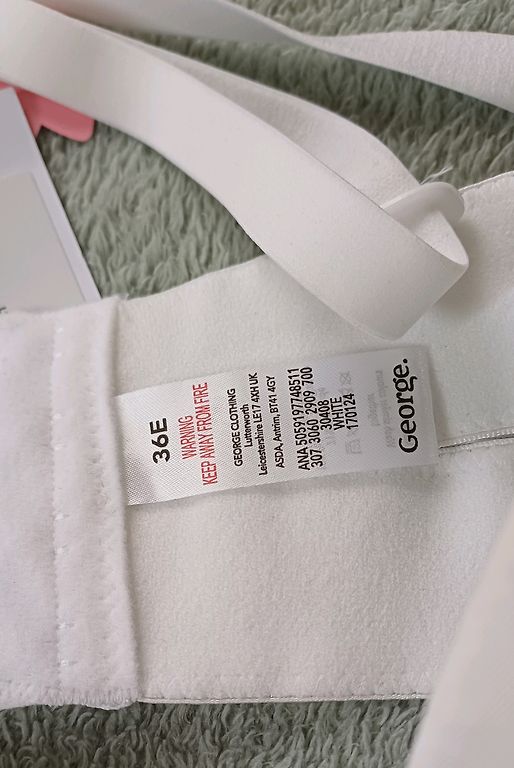 36E
WARNING
KEEP AWAY FROM FIRE
GEORGE CLOTHING
Lutterworth
Leicestershire LE17 4XH UK
ASDA, Antrim, BT41 4GY
ANA 5059197748511
307 3060 2909 700
30408
WHITE
170124
George.